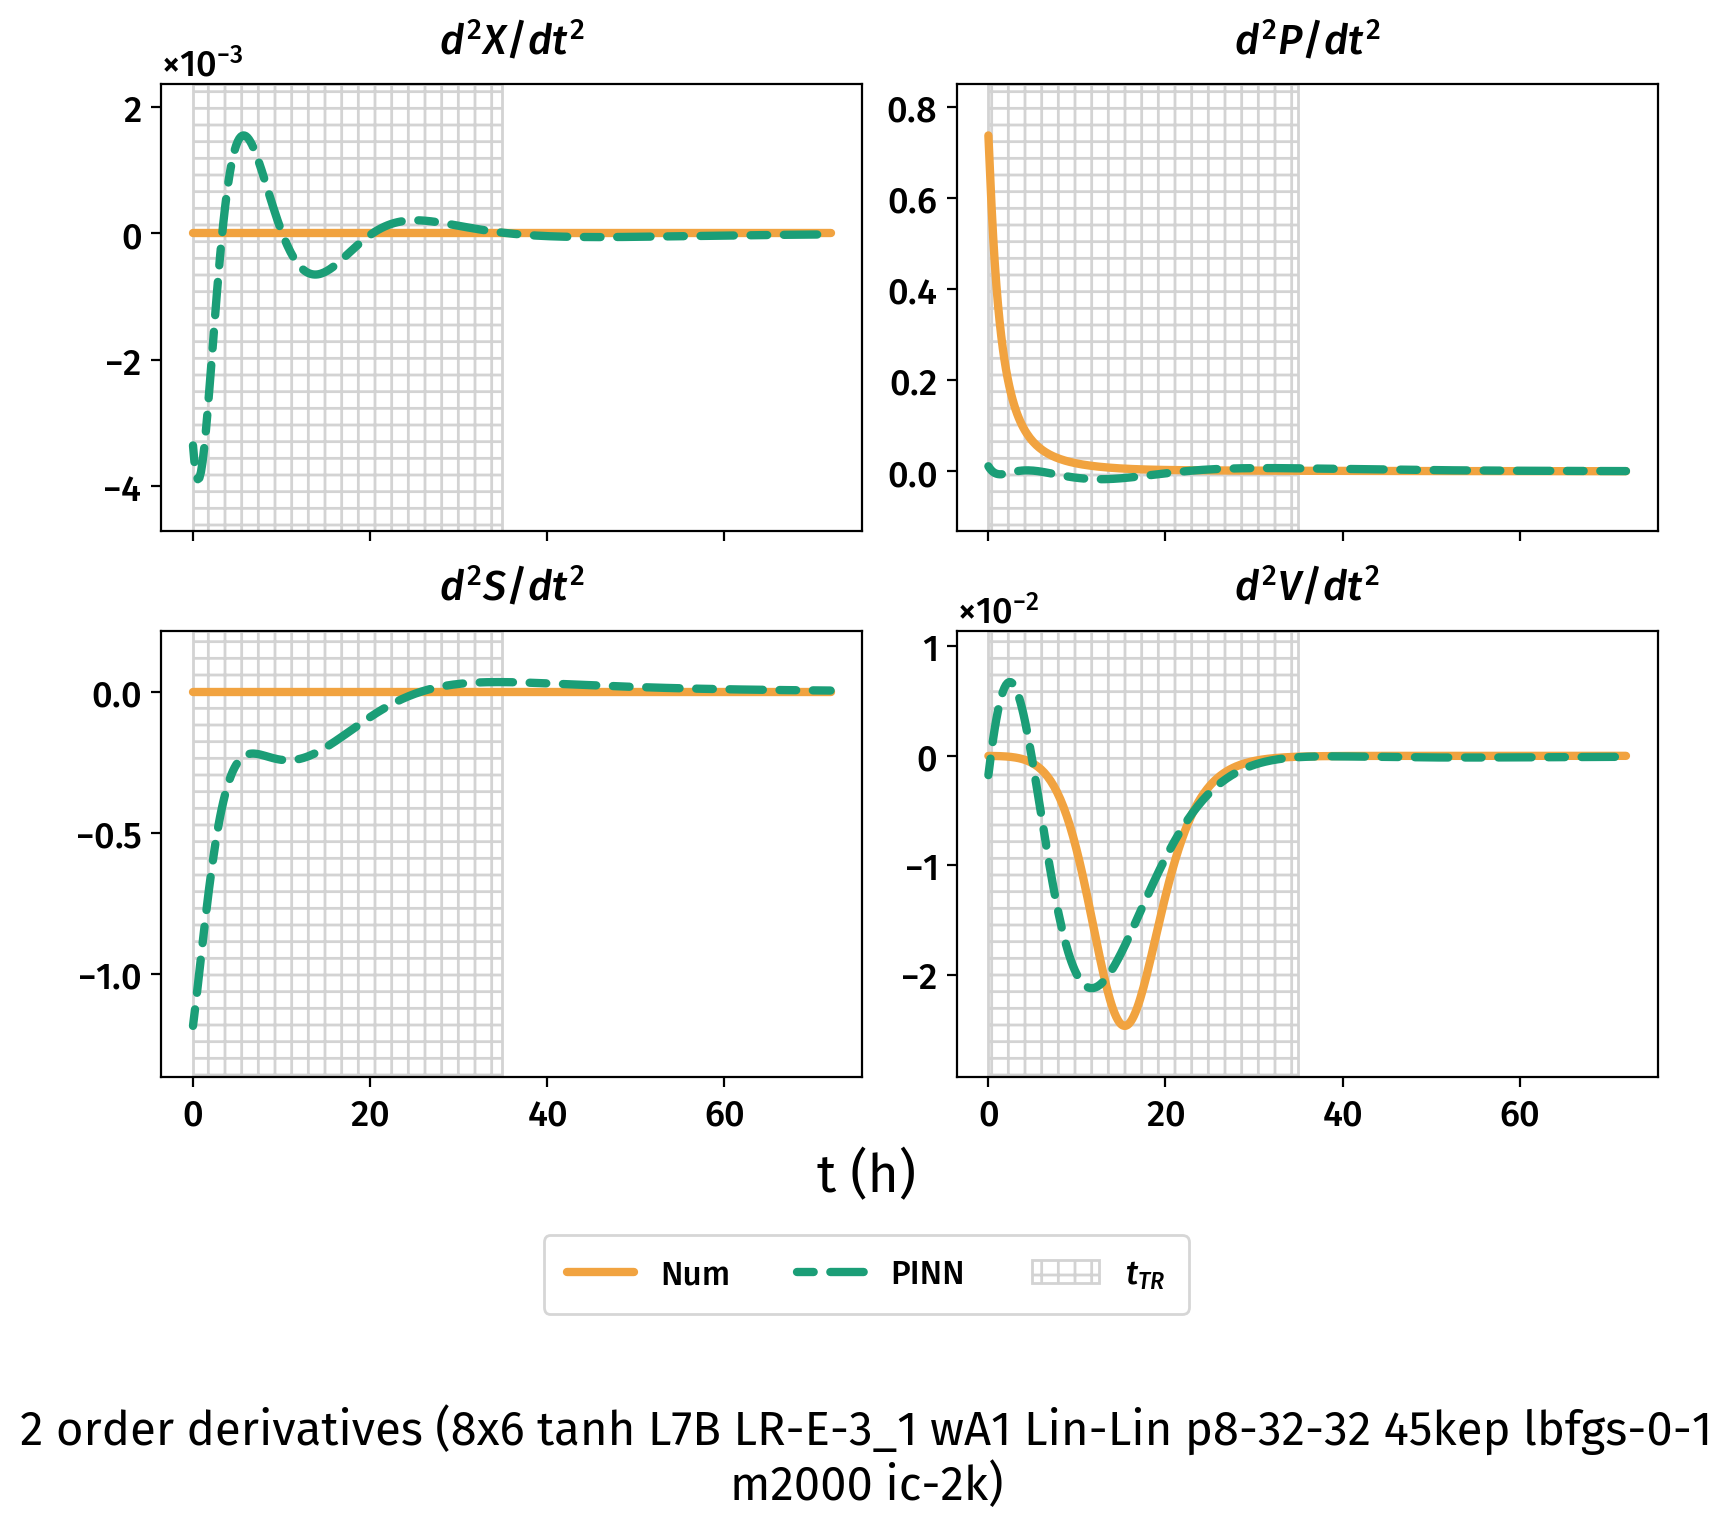 d²X/dt²
×10⁻³
2
0
−2
−4
d²P/dt²
0.8
0.6
0.4
0.2
0.0
d²S/dt²
0.0
−0.5
−1.0
0 20 40 60
d²V/dt²
×10⁻²
1
0
−1
−2
0 20 40 60
t (h)
Num PINN t_TR
2 order derivatives (8x6 tanh L7B LR-E-3_1 wA1 Lin-Lin p8-32-32 45kep lbfgs-0-1
m2000 ic-2k)